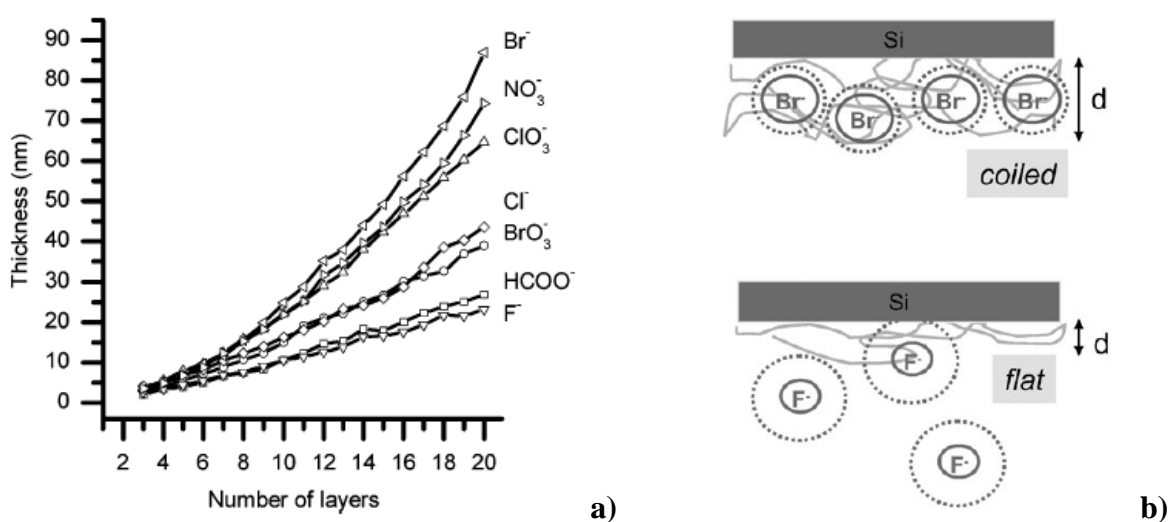 90
80
70
60
50
40
30
20
10
0
Thickness (nm)
2 4 6 8 10 12 14 16 18 20
Number of layers
Br⁻
NO₃⁻
ClO₃⁻
Cl⁻
BrO₃⁻
HCOO⁻
F⁻
a)
Si
Br⁻ Br⁻ Br⁻ Br⁻
d
coiled
Si
F⁻ F⁻ F⁻
d
flat
b)